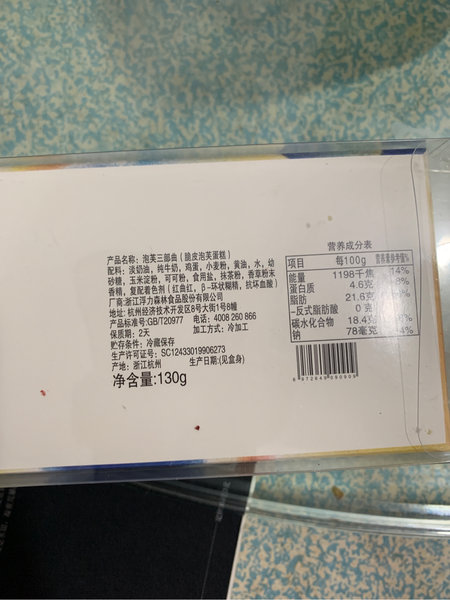 产品名称：泡芙三部曲（脆皮泡芙蛋糕）
配料：淡奶油，纯牛奶，鸡蛋，小麦粉，黄油，水，幼
砂糖，玉米淀粉，可可粉，食用盐，抹茶粉，香草粉末
香精，复配着色剂（红曲红，β-环状糊精，抗坏血酸）
厂商:浙江浮力森林食品股份有限公司
地址:杭州经济技术开发区8号大街1号8幢
产品标准号:GB/T20977 电话：4008 260 866
保质期：2天 加工方式：冷加工
贮存条件：冷藏保存
生产许可证号：SC12433019906273
产地：浙江杭州 生产日期:(见盒身)
净含量:130g
营养成分表
项目 每100g 营养素参考值%
能量 1198千焦 14%
蛋白质 4.6克 8%
脂肪 21.6克
-反式脂肪酸 0 克
碳水化合物 18.4克
钠 78毫克 4%